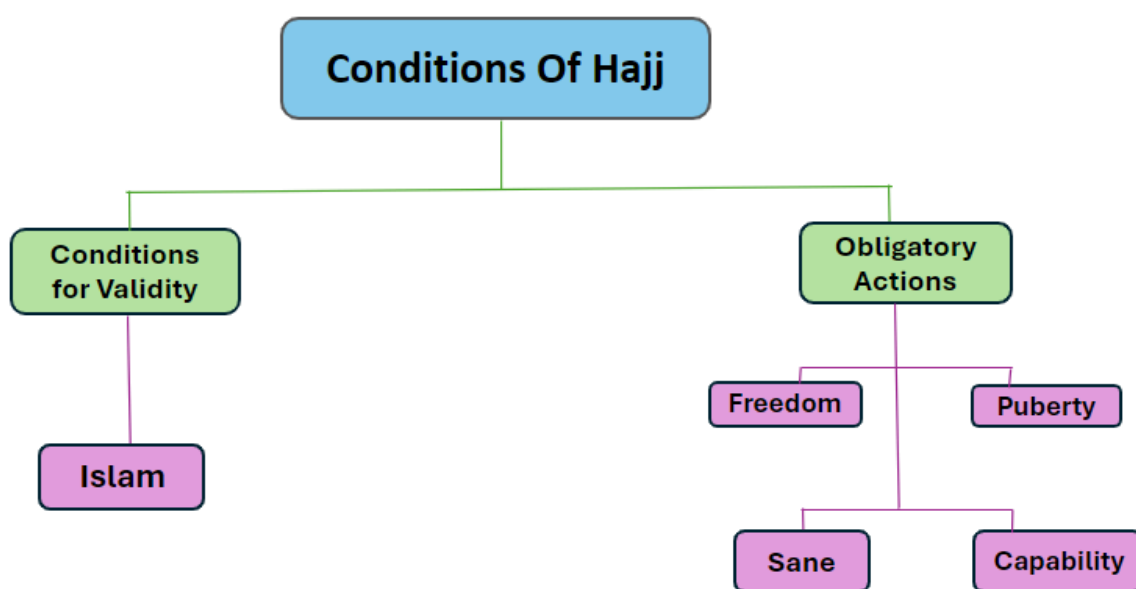 Conditions Of Hajj
Conditions
for Validity
Obligatory
Actions
Freedom
Puberty
Islam
Sane
Capability